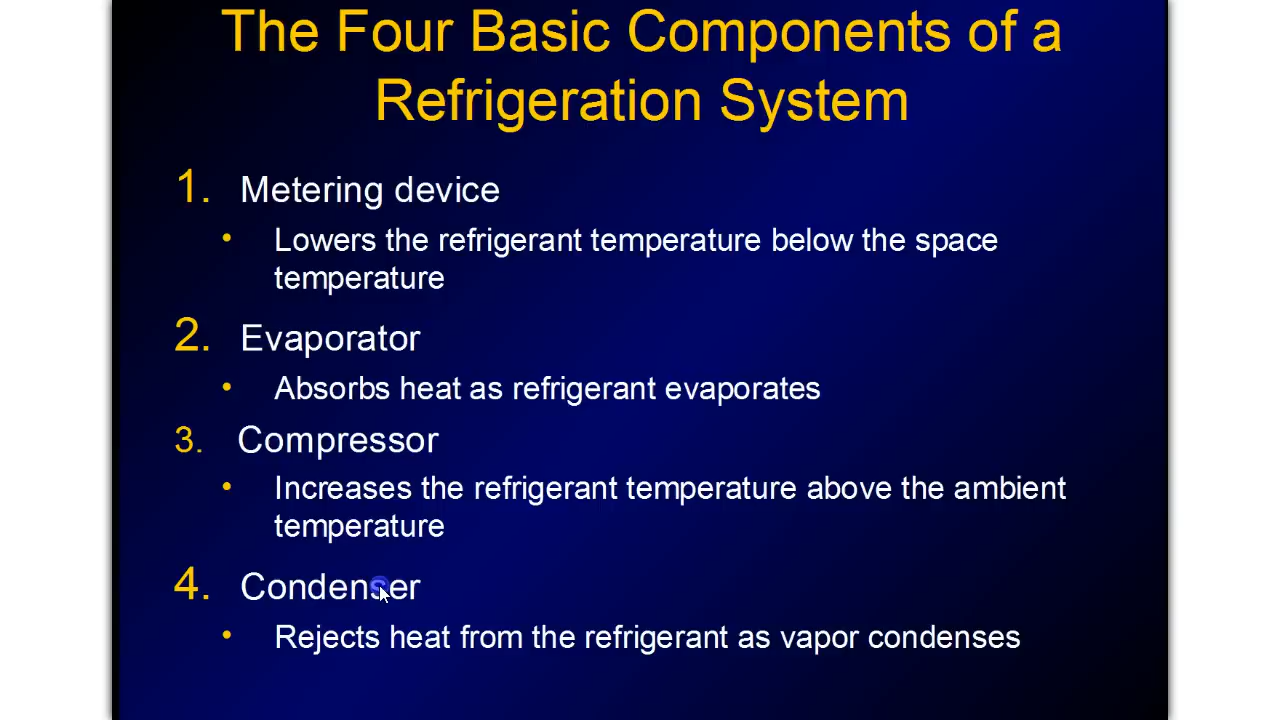 The Four Basic Components of a
Refrigeration System
1. Metering device
• Lowers the refrigerant temperature below the space
temperature
2. Evaporator
• Absorbs heat as refrigerant evaporates
3. Compressor
• Increases the refrigerant temperature above the ambient
temperature
4. Condenser
• Rejects heat from the refrigerant as vapor condenses